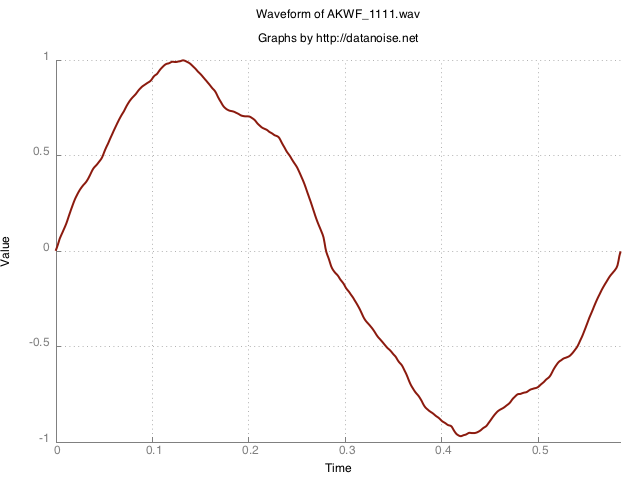 Waveform of AKWF_1111.wav
Graphs by http://datanoise.net
1
0.5
0
-0.5
-1
Value
0
0.1
0.2
0.3
0.4
0.5
Time